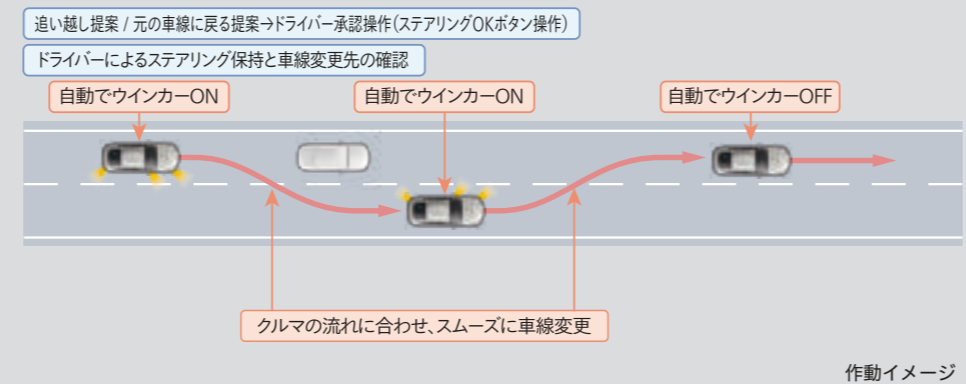 追い越し提案 / 元の車線に戻る提案→ドライバー承認操作（ステアリングOKボタン操作）
ドライバーによるステアリング保持と車線変更先の確認
自動でウインカーON
自動でウインカーON
自動でウインカーOFF
クルマの流れに合わせ、スムーズに車線変更
作動イメージ